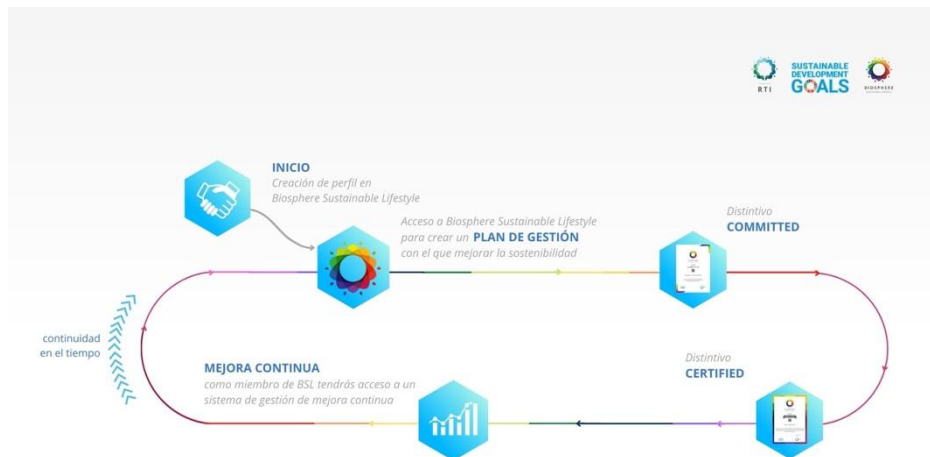 RTI
SUSTAINABLE
DEVELOPMENT
GOALS
BIOSPHERE
INICIO
Creación de perfil en
Biosphere Sustainable Lifestyle
Acceso a Biosphere Sustainable Lifestyle
para crear un PLAN DE GESTIÓN
con el que mejorar la sostenibilidad
Distintivo
COMMITTED
continuidad
en el tiempo
MEJORA CONTINUA
como miembro de BSL tendrás acceso a un
sistema de gestión de mejora continua
Distintivo
CERTIFIED